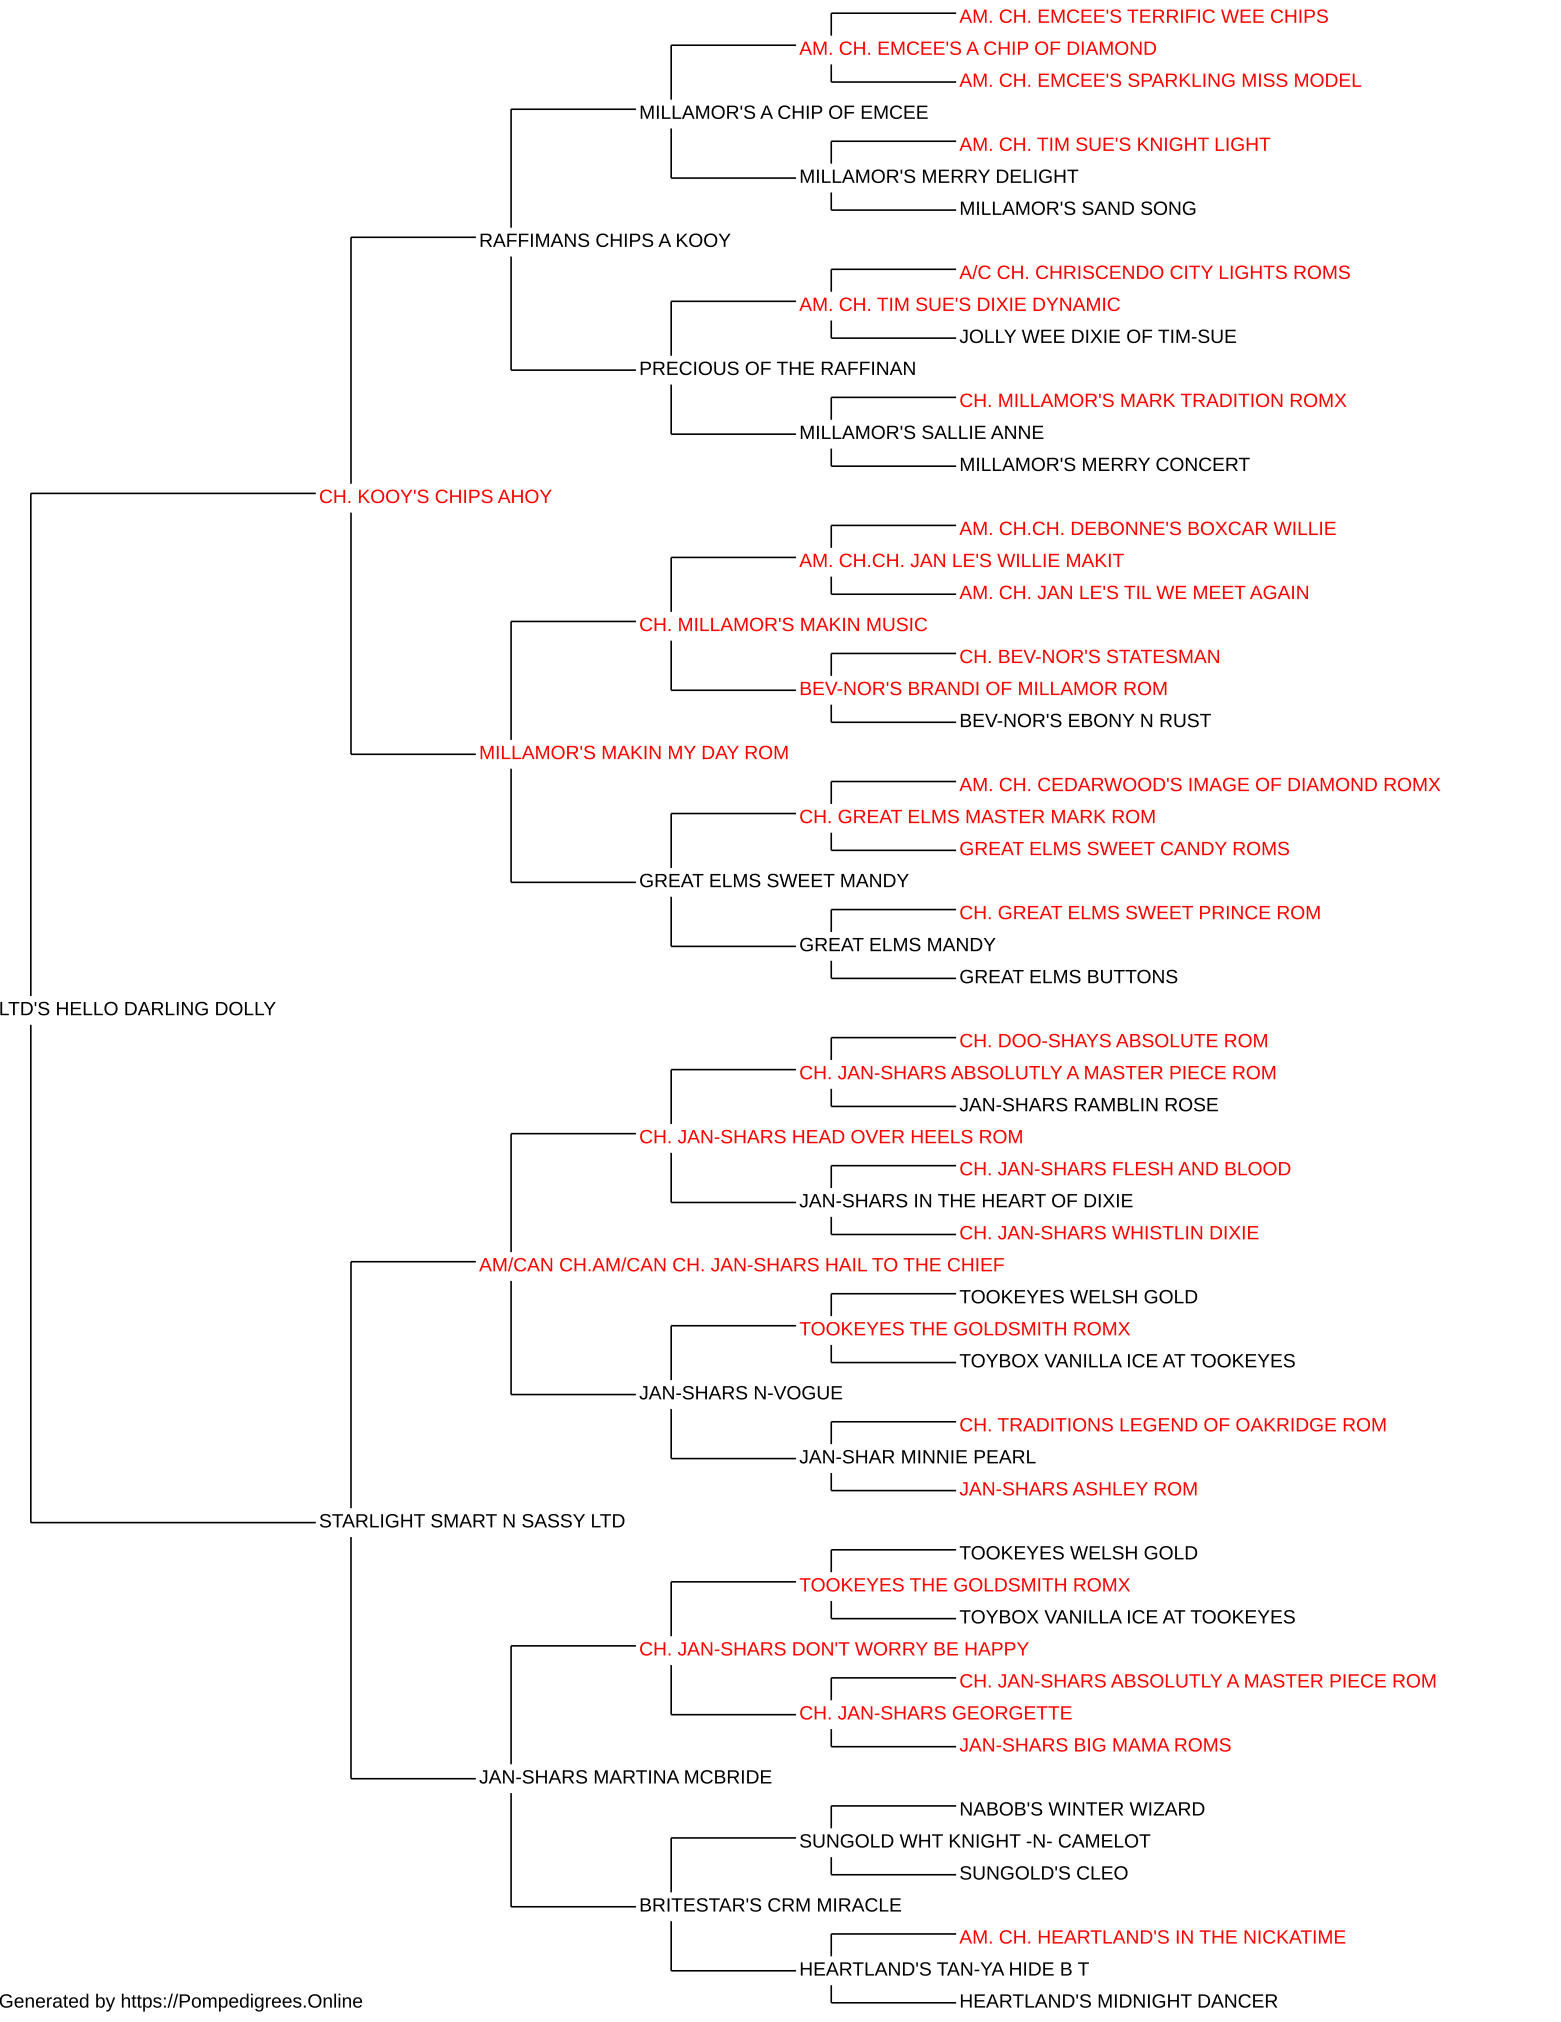 AM. CH. EMCEE'S TERRIFIC WEE CHIPS
AM. CH. EMCEE'S A CHIP OF DIAMOND
AM. CH. EMCEE'S SPARKLING MISS MODEL
MILLAMOR'S A CHIP OF EMCEE
AM. CH. TIM SUE'S KNIGHT LIGHT
MILLAMOR'S MERRY DELIGHT
MILLAMOR'S SAND SONG
RAFFIMANS CHIPS A KOOY
A/C CH. CHRISCENDO CITY LIGHTS ROMS
AM. CH. TIM SUE'S DIXIE DYNAMIC
JOLLY WEE DIXIE OF TIM-SUE
PRECIOUS OF THE RAFFINAN
CH. MILLAMOR'S MARK TRADITION ROMX
MILLAMOR'S SALLIE ANNE
MILLAMOR'S MERRY CONCERT
CH. KOOY'S CHIPS AHOY
AM. CH.CH. DEBONNE'S BOXCAR WILLIE
AM. CH.CH. JAN LE'S WILLIE MAKIT
AM. CH. JAN LE'S TIL WE MEET AGAIN
CH. MILLAMOR'S MAKIN MUSIC
CH. BEV-NOR'S STATESMAN
BEV-NOR'S BRANDI OF MILLAMOR ROM
BEV-NOR'S EBONY N RUST
MILLAMOR'S MAKIN MY DAY ROM
AM. CH. CEDARWOOD'S IMAGE OF DIAMOND ROMX
CH. GREAT ELMS MASTER MARK ROM
GREAT ELMS SWEET CANDY ROMS
GREAT ELMS SWEET MANDY
CH. GREAT ELMS SWEET PRINCE ROM
GREAT ELMS MANDY
GREAT ELMS BUTTONS
LTD'S HELLO DARLING DOLLY
CH. DOO-SHAYS ABSOLUTE ROM
CH. JAN-SHARS ABSOLUTLY A MASTER PIECE ROM
JAN-SHARS RAMBLIN ROSE
CH. JAN-SHARS HEAD OVER HEELS ROM
CH. JAN-SHARS FLESH AND BLOOD
JAN-SHARS IN THE HEART OF DIXIE
CH. JAN-SHARS WHISTLIN DIXIE
AM/CAN CH.AM/CAN CH. JAN-SHARS HAIL TO THE CHIEF
TOOKEYES WELSH GOLD
TOOKEYES THE GOLDSMITH ROMX
TOYBOX VANILLA ICE AT TOOKEYES
JAN-SHARS N-VOGUE
CH. TRADITIONS LEGEND OF OAKRIDGE ROM
JAN-SHAR MINNIE PEARL
JAN-SHARS ASHLEY ROM
STARLIGHT SMART N SASSY LTD
TOOKEYES WELSH GOLD
TOOKEYES THE GOLDSMITH ROMX
TOYBOX VANILLA ICE AT TOOKEYES
CH. JAN-SHARS DON'T WORRY BE HAPPY
CH. JAN-SHARS ABSOLUTLY A MASTER PIECE ROM
CH. JAN-SHARS GEORGETTE
JAN-SHARS BIG MAMA ROMS
JAN-SHARS MARTINA MCBRIDE
NABOB'S WINTER WIZARD
SUNGOLD WHT KNIGHT -N- CAMELOT
SUNGOLD'S CLEO
BRITESTAR'S CRM MIRACLE
AM. CH. HEARTLAND'S IN THE NICKATIME
HEARTLAND'S TAN-YA HIDE B T
HEARTLAND'S MIDNIGHT DANCER
Generated by https://Pompedigrees.Online